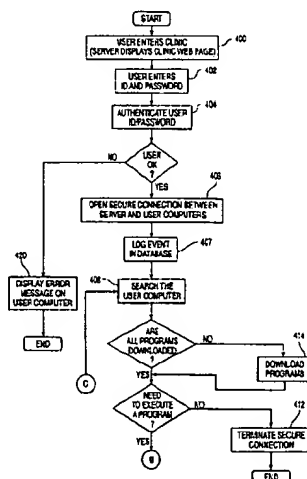 START
USER ENTERS CLINIC
(SERVER DISPLAYS CLINIC WEB PAGE)
400
USER ENTERS
ID AND PASSWORD
402
AUTHENTICATE USER
ID/PASSWORD
404
USER
OK
?
NO
YES
OPEN SECURE CONNECTION BETWEEN
SERVER AND USER COMPUTERS
406
LOG EVENT
IN DATABASE
407
420
DISPLAY ERROR
MESSAGE ON
USER COMPUTER
END
408
SEARCH THE
USER COMPUTER
ARE
ALL PROGRAMS
DOWNLOADED
?
NO
YES
414
DOWNLOAD
PROGRAMS
C
NEED
TO EXECUTE
A PROGRAM
?
NO
YES
412
TERMINATE SECURE
CONNECTION
END